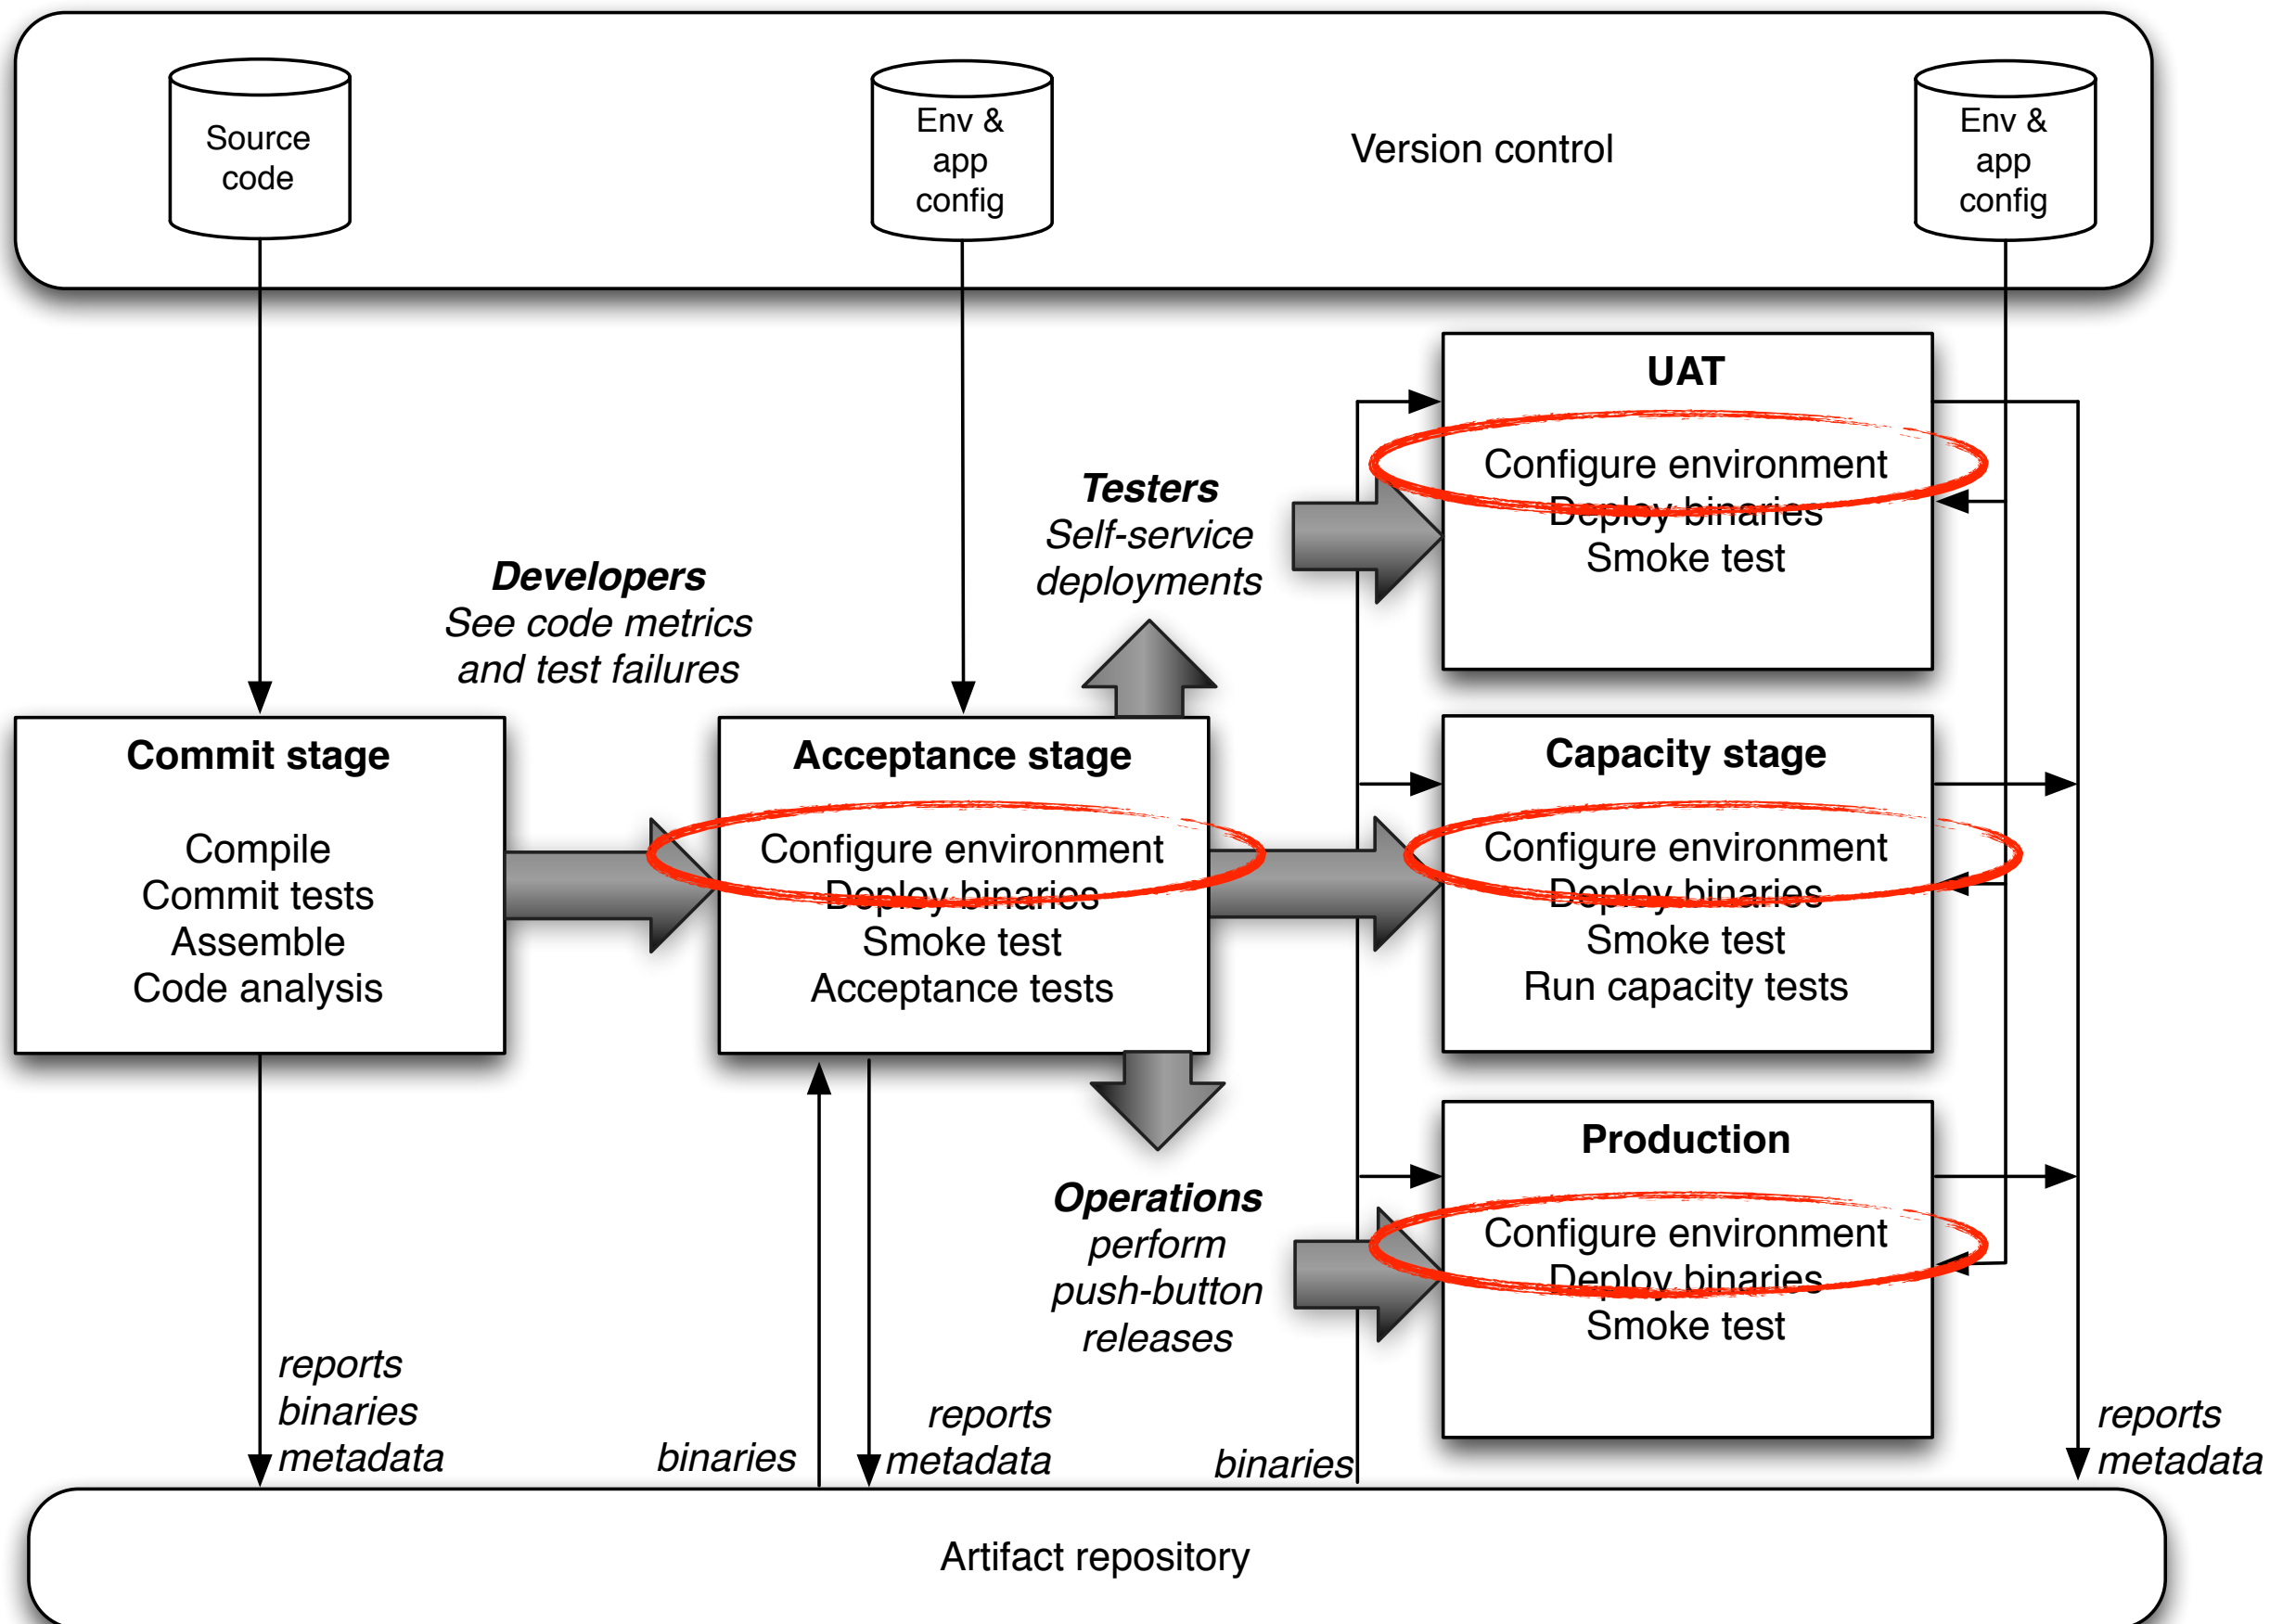 Source
code
Env &
app
config
Version control
Env &
app
config
Developers
See code metrics
and test failures
Testers
Self-service
deployments
UAT
Configure environment
Deploy binaries
Smoke test
Commit stage
Compile
Commit tests
Assemble
Code analysis
Acceptance stage
Configure environment
Deploy binaries
Smoke test
Acceptance tests
Capacity stage
Configure environment
Deploy binaries
Smoke test
Run capacity tests
Operations
perform
push-button
releases
Production
Configure environment
Deploy binaries
Smoke test
reports
binaries
metadata
binaries
reports
metadata
binaries
reports
metadata
Artifact repository